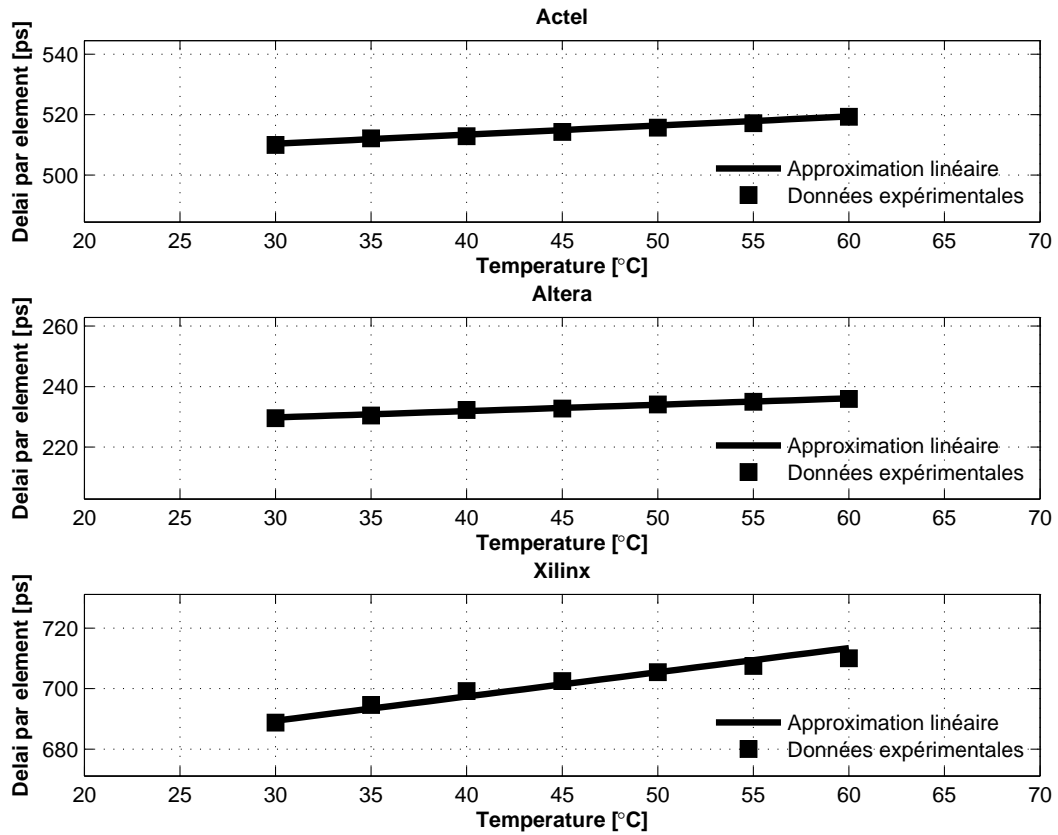 Actel
Delai par element [ps]
540
520
500
Approximation linéaire
Données expérimentales
20 25 30 35 40 45 50 55 60 65 70
Temperature [°C]
Altera
Delai par element [ps]
260
240
220
Approximation linéaire
Données expérimentales
20 25 30 35 40 45 50 55 60 65 70
Temperature [°C]
Xilinx
Delai par element [ps]
720
700
680
Approximation linéaire
Données expérimentales
20 25 30 35 40 45 50 55 60 65 70
Temperature [°C]